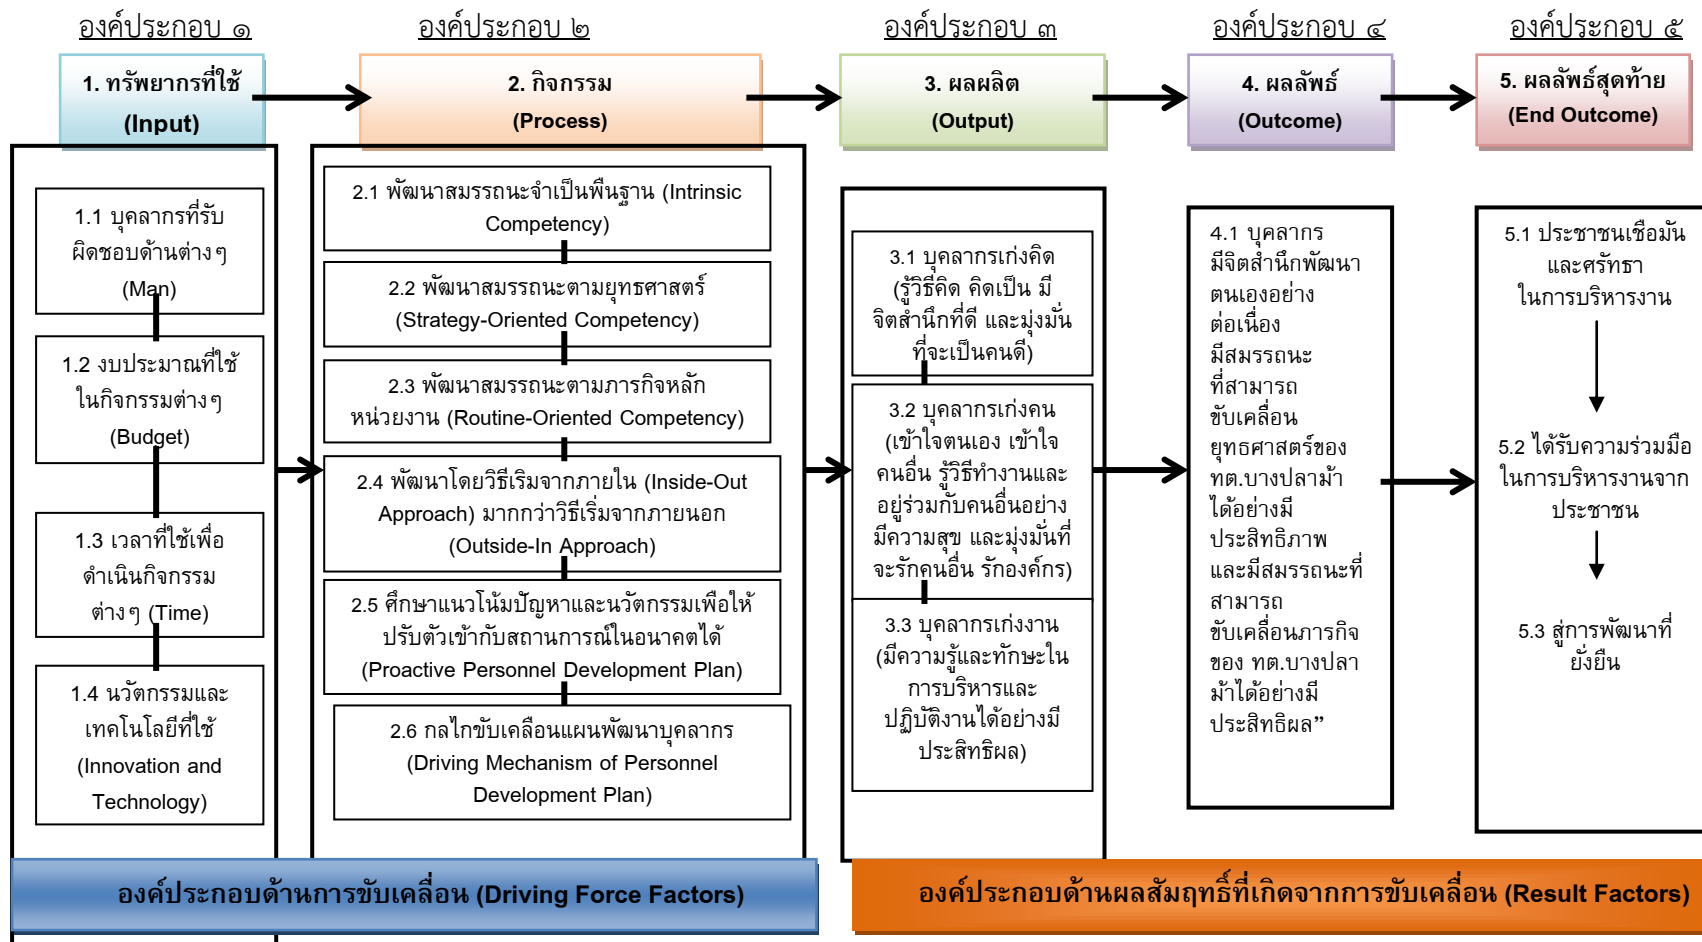 องค์ประกอบ ๑
องค์ประกอบ ๒
องค์ประกอบ ๓
องค์ประกอบ ๔
องค์ประกอบ ๕
1. ทรัพยากรที่ใช้
(Input)
2. กิจกรรม
(Process)
3. ผลผลิต
(Output)
4. ผลลัพธ์
(Outcome)
5. ผลลัพธ์สุดท้าย
(End Outcome)
1.1 บุคลากรที่รับ
ผิดชอบด้านต่างๆ
(Man)
1.2 งบประมาณที่ใช้
ในกิจกรรมต่างๆ
(Budget)
1.3 เวลาที่ใช้เพื่อ
ดำเนินกิจกรรม
ต่างๆ (Time)
1.4 นวัตกรรมและ
เทคโนโลยีที่ใช้
(Innovation and
Technology)
2.1 พัฒนาสมรรถนะจำเป็นพื้นฐาน (Intrinsic
Competency)
2.2 พัฒนาสมรรถนะตามยุทธศาสตร์
(Strategy-Oriented Competency)
2.3 พัฒนาสมรรถนะตามภารกิจหลัก
หน่วยงาน (Routine-Oriented Competency)
2.4 พัฒนาโดยวิธีเริ่มจากภายใน (Inside-Out
Approach) มากกว่าวิธีเริ่มจากภายนอก
(Outside-In Approach)
2.5 ศึกษาแนวโน้มปัญหาและนวัตกรรมเพื่อให้
ปรับตัวเข้ากับสถานการณ์ในอนาคตได้
(Proactive Personnel Development Plan)
2.6 กลไกขับเคลื่อนแผนพัฒนาบุคลากร
(Driving Mechanism of Personnel
Development Plan)
3.1 บุคลากรเก่งคิด
(รู้วิธีคิด คิดเป็น มี
จิตสำนึกที่ดี และมุ่งมั่น
ที่จะเป็นคนดี)
3.2 บุคลากรเก่งคน
(เข้าใจตนเอง เข้าใจ
คนอื่น รู้วิธีทำงานและ
อยู่ร่วมกับคนอื่นอย่าง
มีความสุข และมุ่งมั่นที่
จะรักคนอื่น รักองค์กร)
3.3 บุคลากรเก่งงาน
(มีความรู้และทักษะใน
การบริหารและ
ปฏิบัติงานได้อย่างมี
ประสิทธิผล)
4.1 บุคลากร
มีจิตสำนึกพัฒนา
ตนเองอย่าง
ต่อเนื่อง
มีสมรรถนะ
ที่สามารถ
ขับเคลื่อน
ยุทธศาสตร์ของ
ทต.บางปลาม้า
ได้อย่างมี
ประสิทธิภาพ
และมีสมรรถนะที่
สามารถ
ขับเคลื่อนภารกิจ
ของ ทต.บางปลา
ม้าได้อย่างมี
ประสิทธิผล”
5.1 ประชาชนเชื่อมั่น
และศรัทธา
ในการบริหารงาน
5.2 ได้รับความร่วมมือ
ในการบริหารงานจาก
ประชาชน
5.3 สู่การพัฒนาที่
ยั่งยืน
องค์ประกอบด้านการขับเคลื่อน (Driving Force Factors)
องค์ประกอบด้านผลสัมฤทธิ์ที่เกิดจากการขับเคลื่อน (Result Factors)